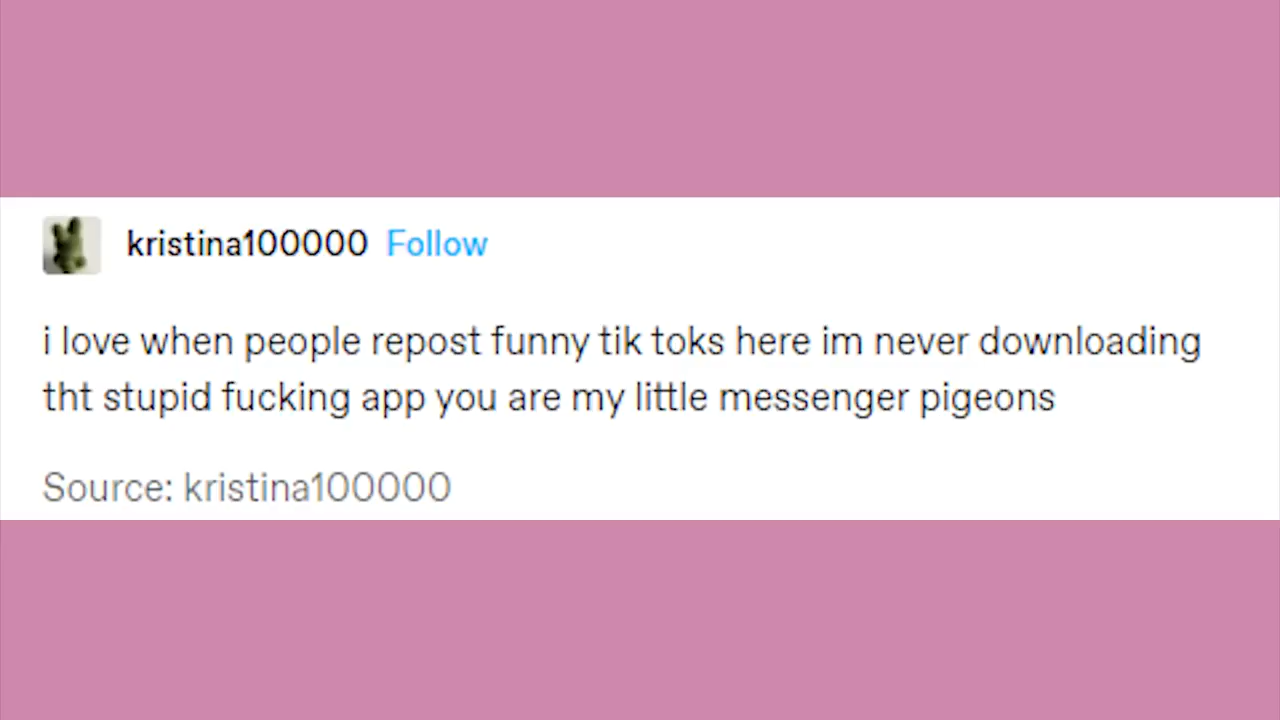 kristina100000 Follow
i love when people repost funny tik toks here im never downloading
tht stupid fucking app you are my little messenger pigeons
Source: kristina100000